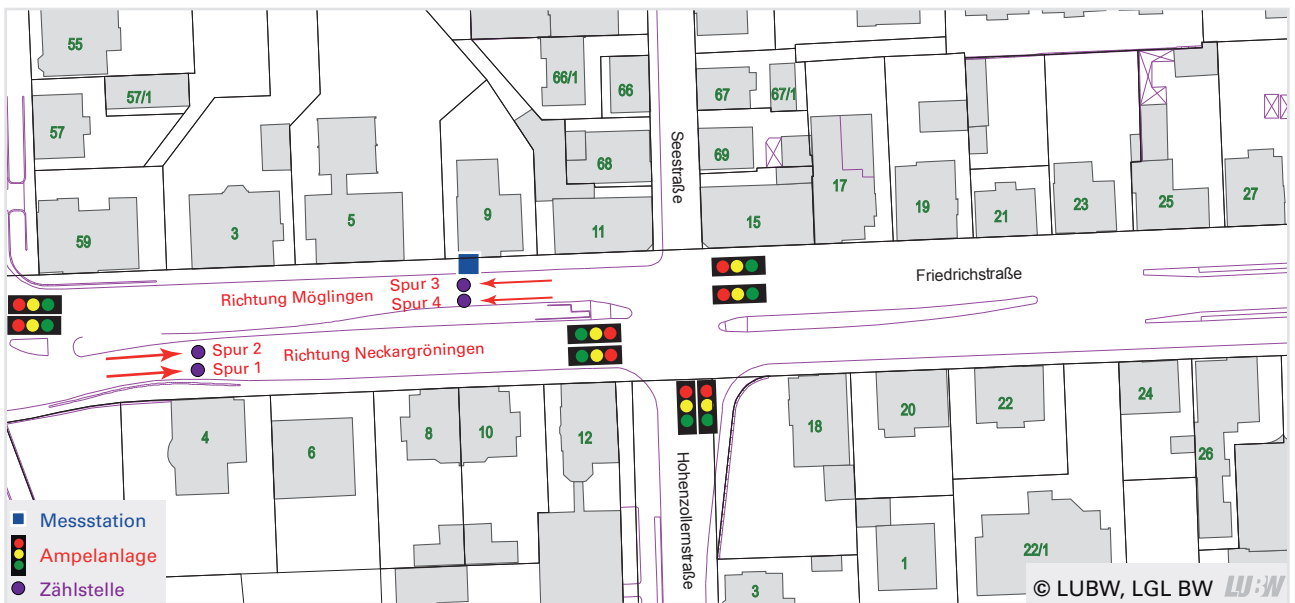 55
57/1
57
66/1
66
67
67/1
68
69
Seestraße
59
3
5
9
11
15
17
19
21
23
25
27
Friedrichstraße
Richtung Möglingen
Spur 3
Spur 4
Spur 2
Spur 1
Richtung Neckargröningen
4
6
8
10
12
18
20
22
24
26
Hohenzollernstraße
1
22/1
3
Messstation
Ampelanlage
Zählstelle
© LUBW, LGL BW LUBW